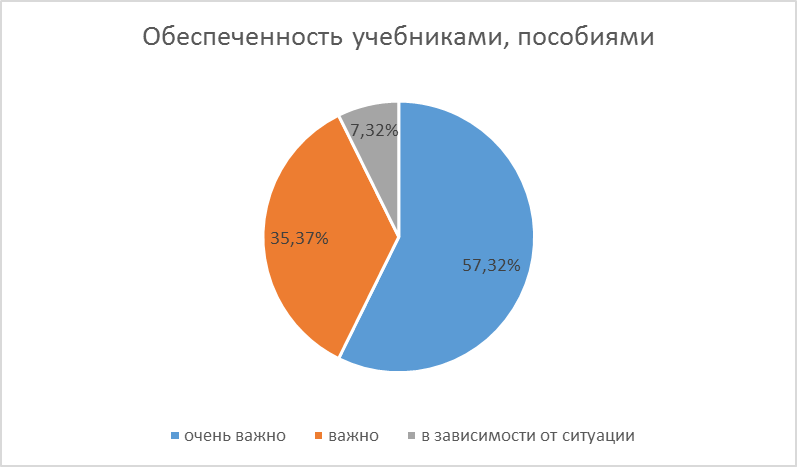 Обеспеченность учебниками, пособиями
7,32%
35,37%
57,32%
очень важно важно в зависимости от ситуации